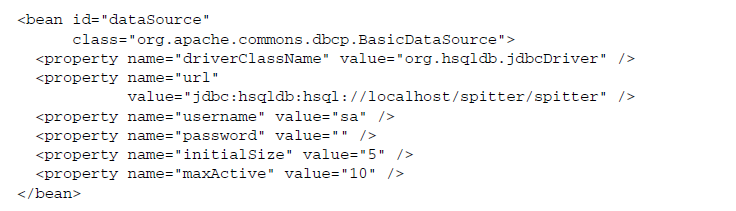 <bean id="dataSource"
class="org.apache.commons.dbcp.BasicDataSource">
<property name="driverClassName" value="org.hsqldb.jdbcDriver" />
<property name="url"
value="jdbc:hsqldb:hsql://localhost/spitter/spitter" />
<property name="username" value="sa" />
<property name="password" value="" />
<property name="initialSize" value="5" />
<property name="maxActive" value="10" />
</bean>